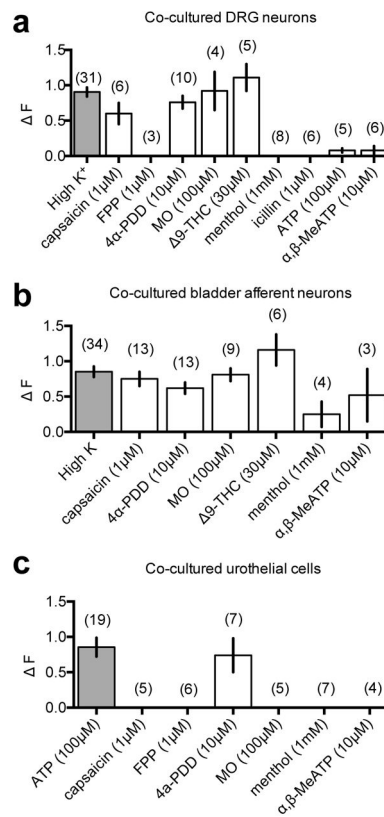 a
Co-cultured DRG neurons
(31) (6) (3) (10) (4) (5) (8) (6) (5) (6)
Δ F
1.5
1.0
0.5
0.0
High K⁺
capsaicin (1µM)
FPP (1µM)
4α-PDD (10µM)
MO (100µM)
Δ9-THC (30µM)
menthol (1mM)
icillin (1µM)
ATP (100µM)
α,β-MeATP (10µM)
b
Co-cultured bladder afferent neurons
(34) (13) (13) (9) (6) (4) (3)
Δ F
1.5
1.0
0.5
0.0
High K
capsaicin (1µM)
4α-PDD (10µM)
MO (100µM)
Δ9-THC (30µM)
menthol (1mM)
α,β-MeATP (10µM)
c
Co-cultured urothelial cells
(19) (5) (6) (7) (5) (7) (4)
Δ F
1.5
1.0
0.5
0.0
ATP (100µM)
capsaicin (1µM)
FPP (1µM)
4a-PDD (10µM)
MO (100µM)
menthol (1mM)
α,β-MeATP (10µM)